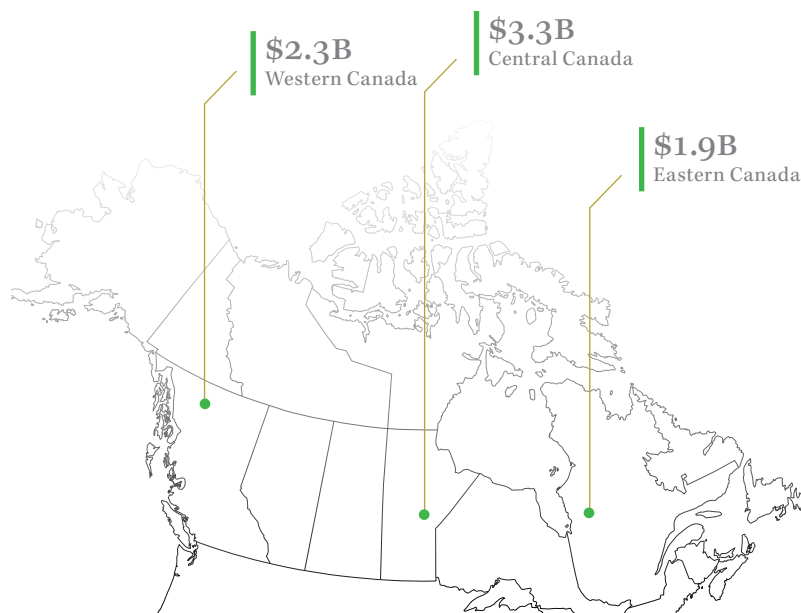 $2.3B
Western Canada
$3.3B
Central Canada
$1.9B
Eastern Canada